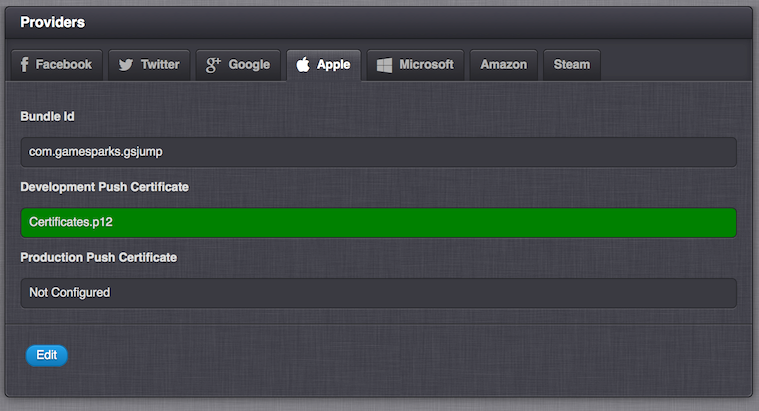 Providers
Facebook Twitter Google Apple Microsoft Amazon Steam
Bundle Id
com.gamesparks.gsjump
Development Push Certificate
Certificates.p12
Production Push Certificate
Not Configured
Edit